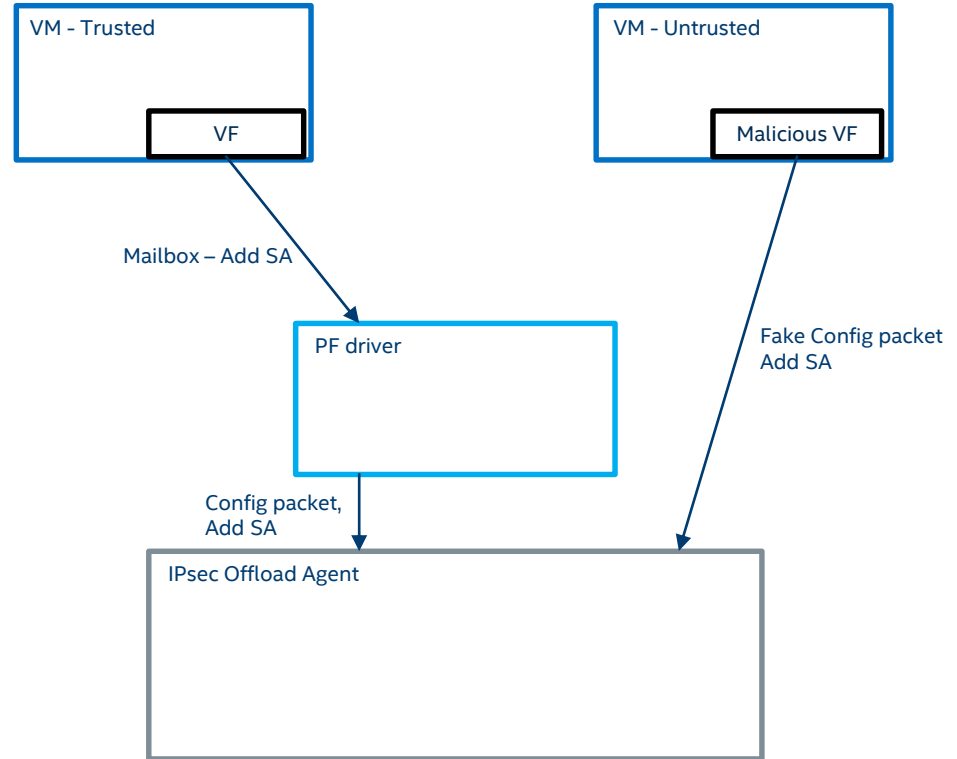 VM - Trusted
VM - Untrusted
VF
Malicious VF
Mailbox – Add SA
PF driver
Fake Config packet
Add SA
Config packet,
Add SA
IPsec Offload Agent